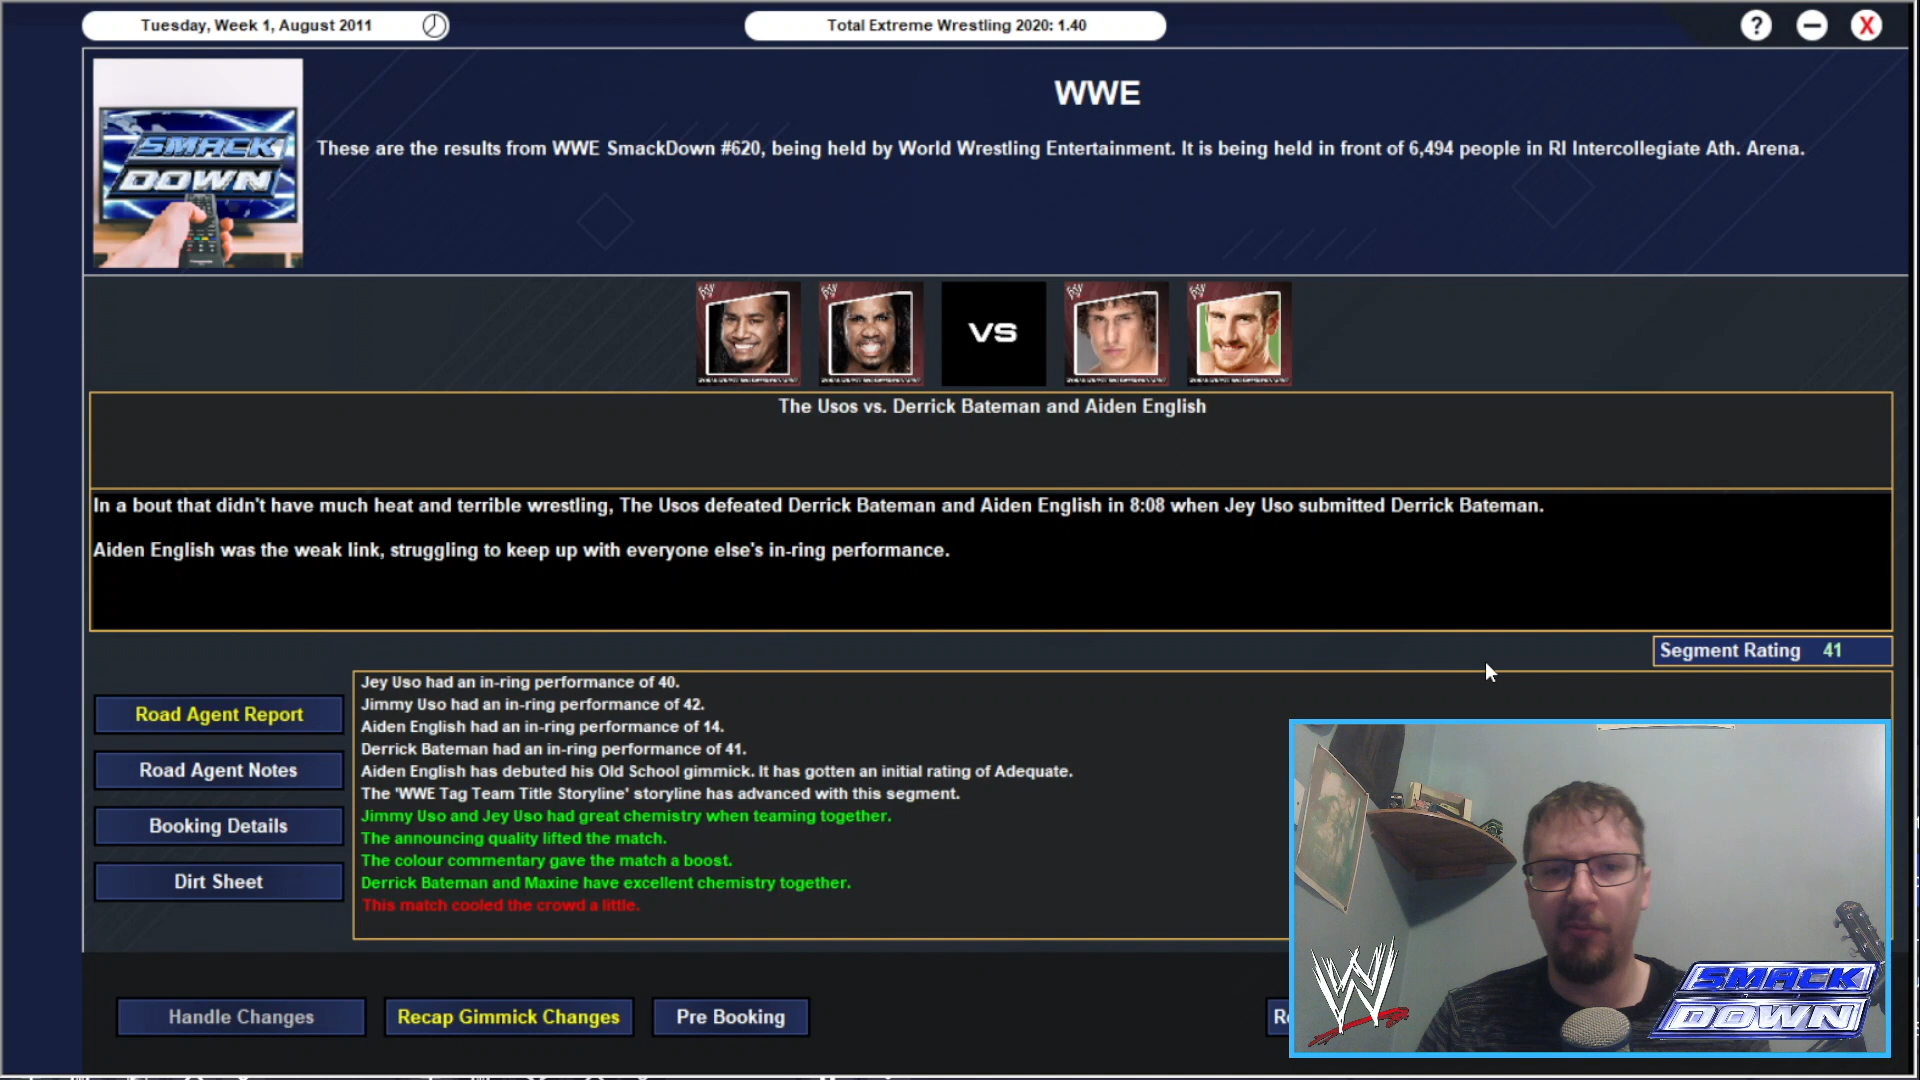 Tuesday, Week 1, August 2011
Total Extreme Wrestling 2020: 1.40
?
X
SMACK
DOWN
WWE
These are the results from WWE SmackDown #620, being held by World Wrestling Entertainment. It is being held in front of 6,494 people in RI Intercollegiate Ath. Arena.
VS
The Usos vs. Derrick Bateman and Aiden English
In a bout that didn't have much heat and terrible wrestling, The Usos defeated Derrick Bateman and Aiden English in 8:08 when Jey Uso submitted Derrick Bateman.
Aiden English was the weak link, struggling to keep up with everyone else's in-ring performance.
Segment Rating 41
Road Agent Report
Road Agent Notes
Booking Details
Dirt Sheet
Jey Uso had an in-ring performance of 40.
Jimmy Uso had an in-ring performance of 42.
Aiden English had an in-ring performance of 14.
Derrick Bateman had an in-ring performance of 41.
Aiden English has debuted his Old School gimmick. It has gotten an initial rating of Adequate.
The 'WWE Tag Team Title Storyline' storyline has advanced with this segment.
Jimmy Uso and Jey Uso had great chemistry when teaming together.
The announcing quality lifted the match.
The colour commentary gave the match a boost.
Derrick Bateman and Maxine have excellent chemistry together.
This match cooled the crowd a little.
Handle Changes
Recap Gimmick Changes
Pre Booking
W
SMACK
DOWN